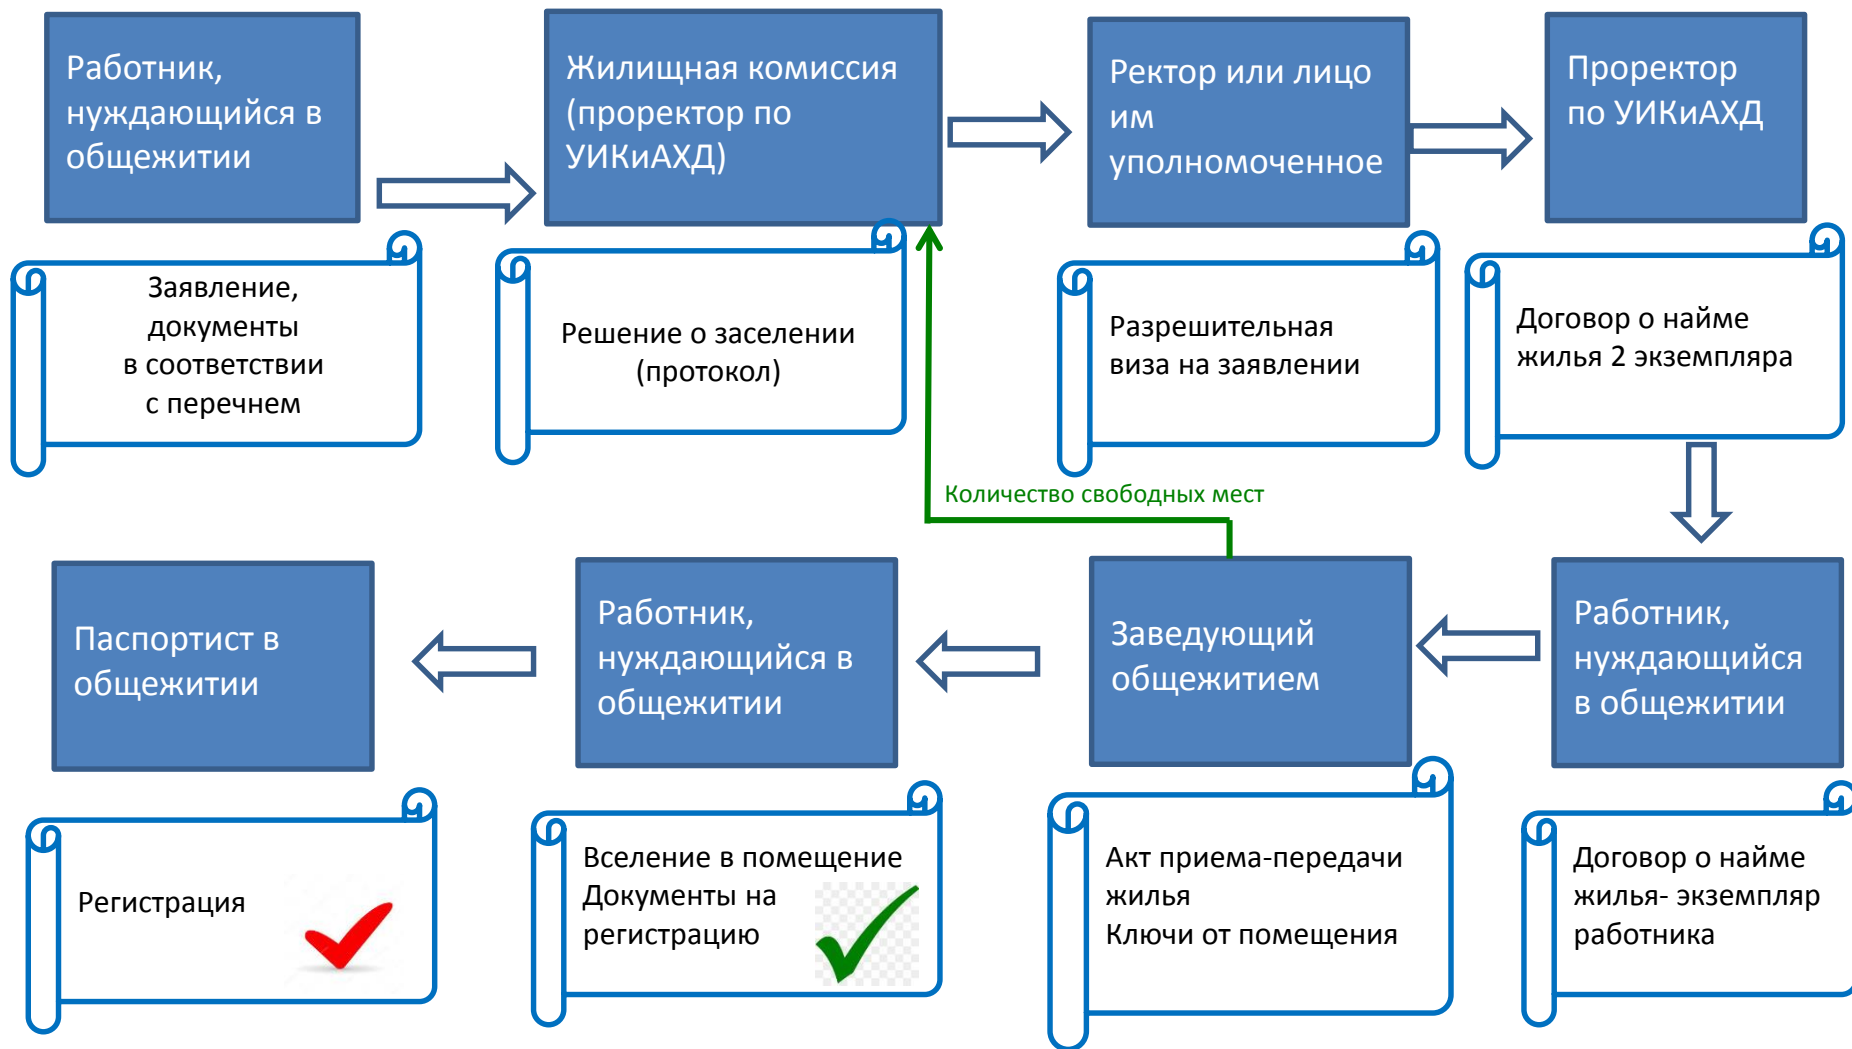 Работник,
нуждающийся в
общежитии
Жилищная комиссия
(проректор по
УИКиАХД)
Ректор или лицо
им
уполномоченное
Проректор
по УИКиАХД
Заявление,
документы
в соответствии
с перечнем
Решение о заселении
(протокол)
Разрешительная
виза на заявлении
Договор о найме
жилья 2 экземпляра
Количество свободных мест
Паспортист в
общежитии
Работник,
нуждающийся в
общежитии
Заведующий
общежитием
Работник,
нуждающийся
в общежитии
Регистрация
Вселение в помещение
Документы на
регистрацию
Акт приема-передачи
жилья
Ключи от помещения
Договор о найме
жилья- экземпляр
работника